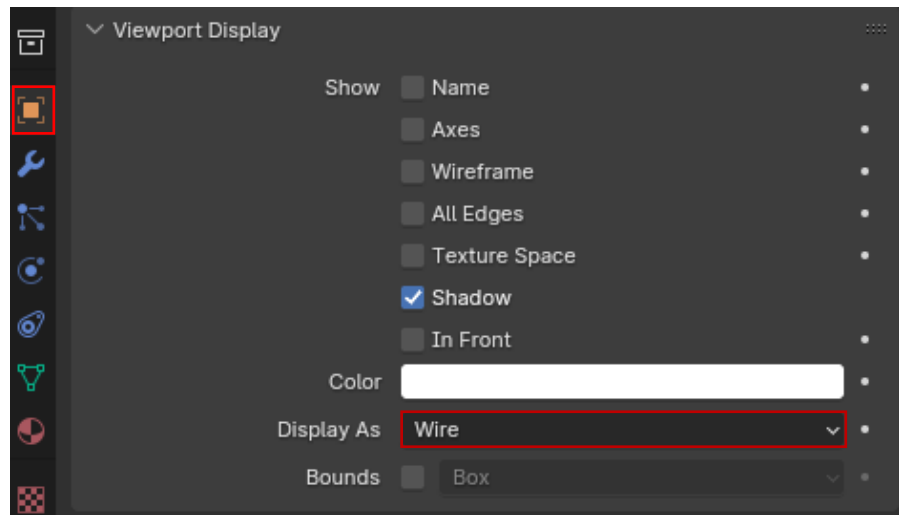 Viewport Display
Show Name
Axes
Wireframe
All Edges
Texture Space
Shadow
In Front
Color
Display As Wire
Bounds Box